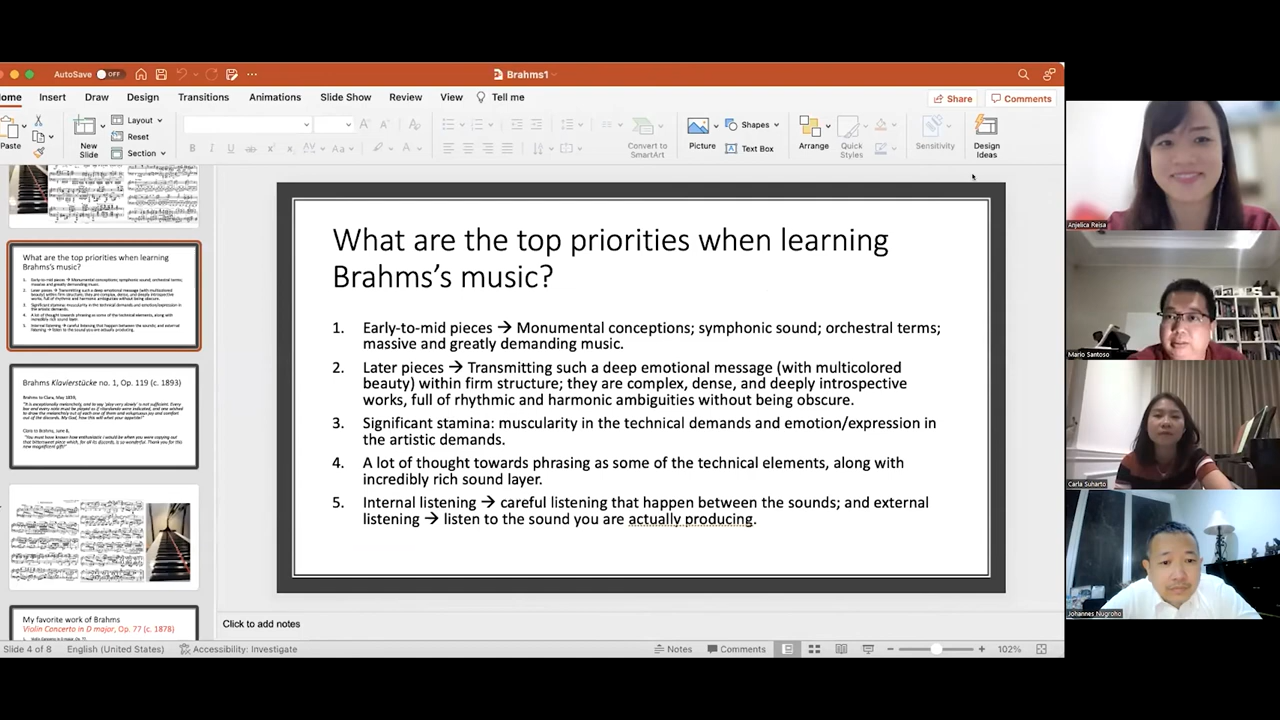 AutoSave OFF
Brahms1
Home Insert Draw Design Transitions Animations Slide Show Review View Tell me
Share Comments
Paste
New Slide
Layout
Reset
Section
Convert to SmartArt
Picture
Shapes
Text Box
Arrange
Quick Styles
Sensitivity
Design Ideas
What are the top priorities when learning
Brahms's music?
1. Early-to-mid pieces → Monumental conceptions; symphonic sound; orchestral terms;
massive and greatly demanding music.
2. Later pieces → Transmitting such a deep emotional message (with multicolored
beauty) within firm structure; they are complex, dense, and deeply introspective
works, full of rhythmic and harmonic ambiguities without being obscure.
3. Significant stamina: muscularity in the technical demands and emotion/expression in
the artistic demands.
4. A lot of thought towards phrasing as some of the technical elements, along with
incredibly rich sound layer.
5. Internal listening → careful listening that happen between the sounds; and external
listening → listen to the sound you are actually producing.
What are the top priorities when learning
Brahms's music?
Brahms Klavierstücke no. 1, Op. 119 (c. 1893)
My favorite work of Brahms
Violin Concerto in D major, Op. 77 (c. 1878)
Click to add notes
Slide 4 of 8 English (United States) Accessibility: Investigate Notes Comments 102%
Anjelica Reisa
Mario Santoso
Carla Suharto
Johannes Nugroho